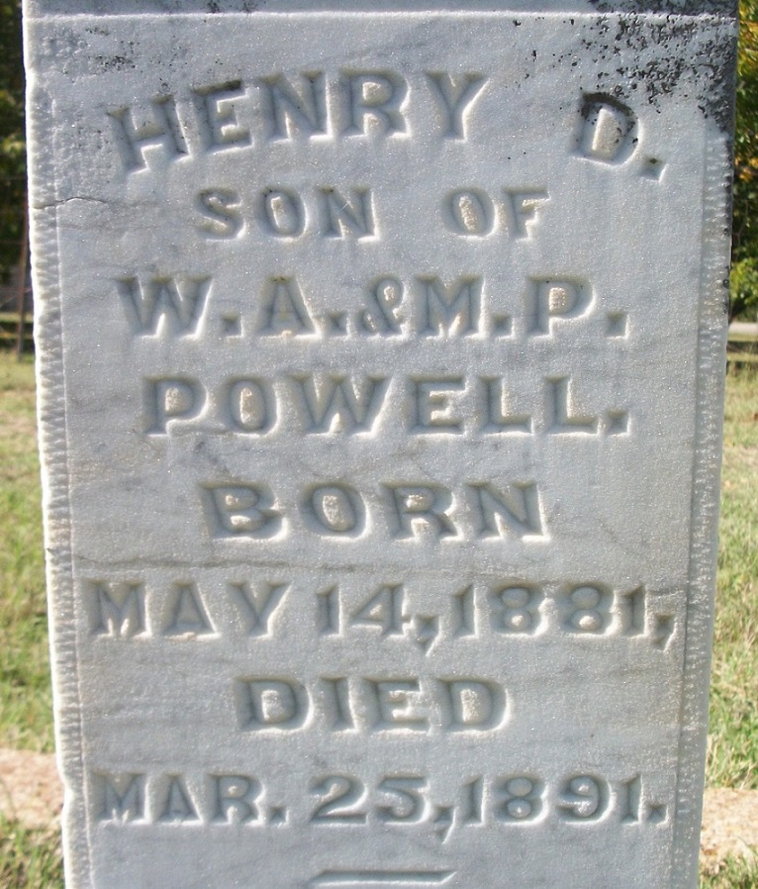 HENRY D.
SON OF
W.A.&M.P.
POWELL.
BORN
MAY 14, 1881,
DIED
MAR. 25, 1891.